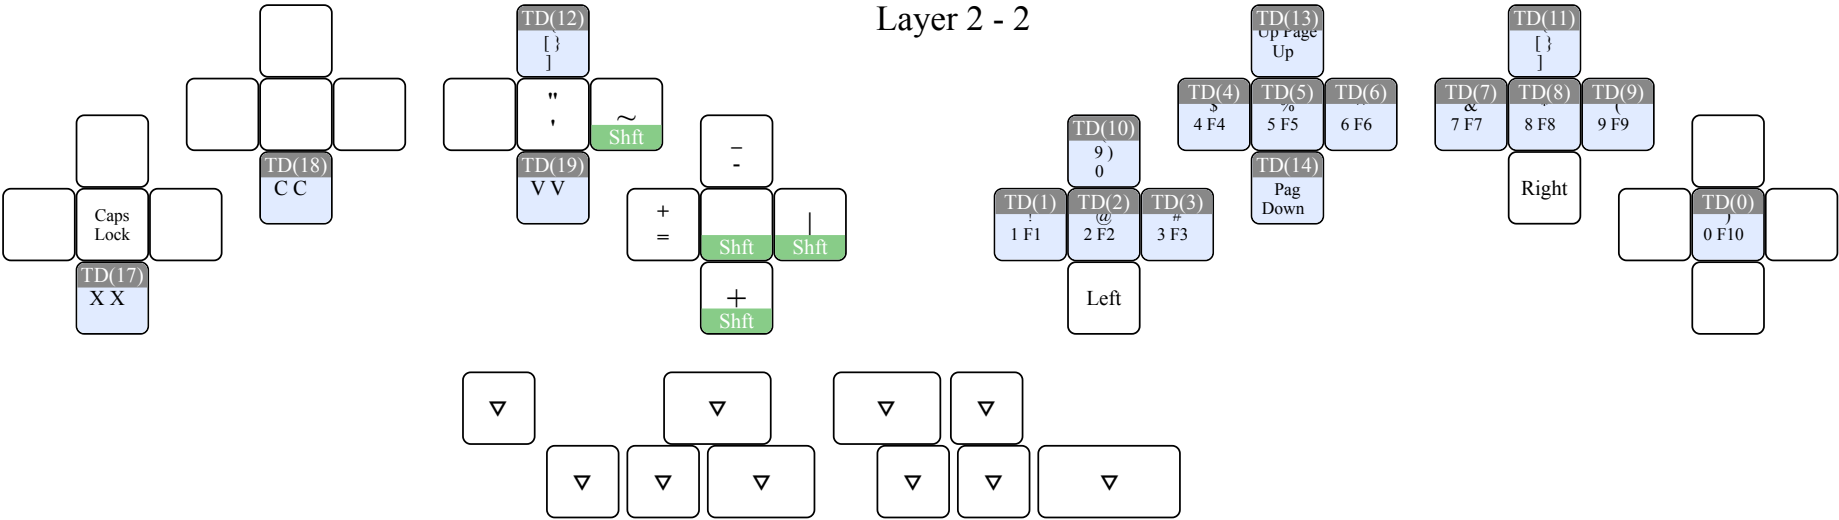 Layer 2 - 2
Caps
Lock
TD(17)
X X
TD(18)
C C
TD(12)
[ }
]
"
'
~
Shft
TD(19)
V V
_
-
+
=
Shft
|
Shft
+
Shft
TD(10)
9 )
0
TD(1)
!
1 F1
TD(2)
@
2 F2
TD(3)
#
3 F3
Left
TD(13)
Up Page
Up
TD(4)
$
4 F4
TD(5)
%
5 F5
TD(6)
6 F6
TD(14)
Pag
Down
TD(11)
[ }
]
TD(7)
&
7 F7
TD(8)
8 F8
TD(9)
(
9 F9
Right
TD(0)
)
0 F10